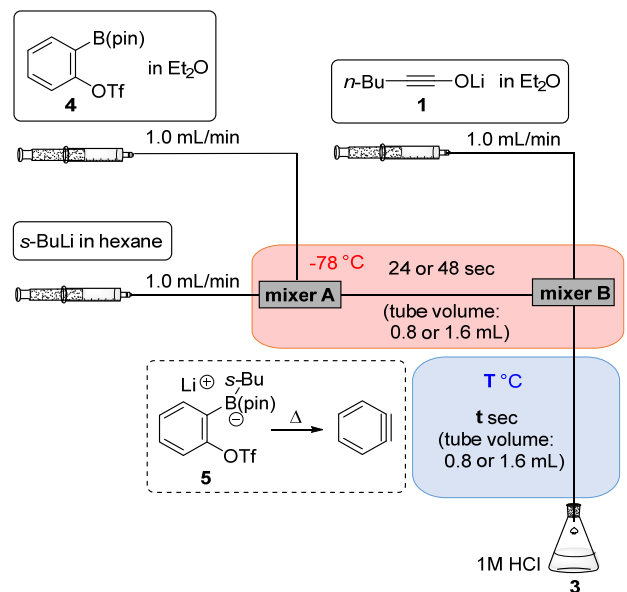 B(pin)
OTf
in Et2O
4
n-Bu
OLi in Et2O
1
1.0 mL/min
1.0 mL/min
s-BuLi in hexane
1.0 mL/min
-78 °C
24 or 48 sec
mixer A
mixer B
(tube volume:
0.8 or 1.6 mL)
Li⊕
s-Bu
B(pin)
⊖
OTf
5
Δ
T °C
t sec
(tube volume:
0.8 or 1.6 mL)
1M HCl
3